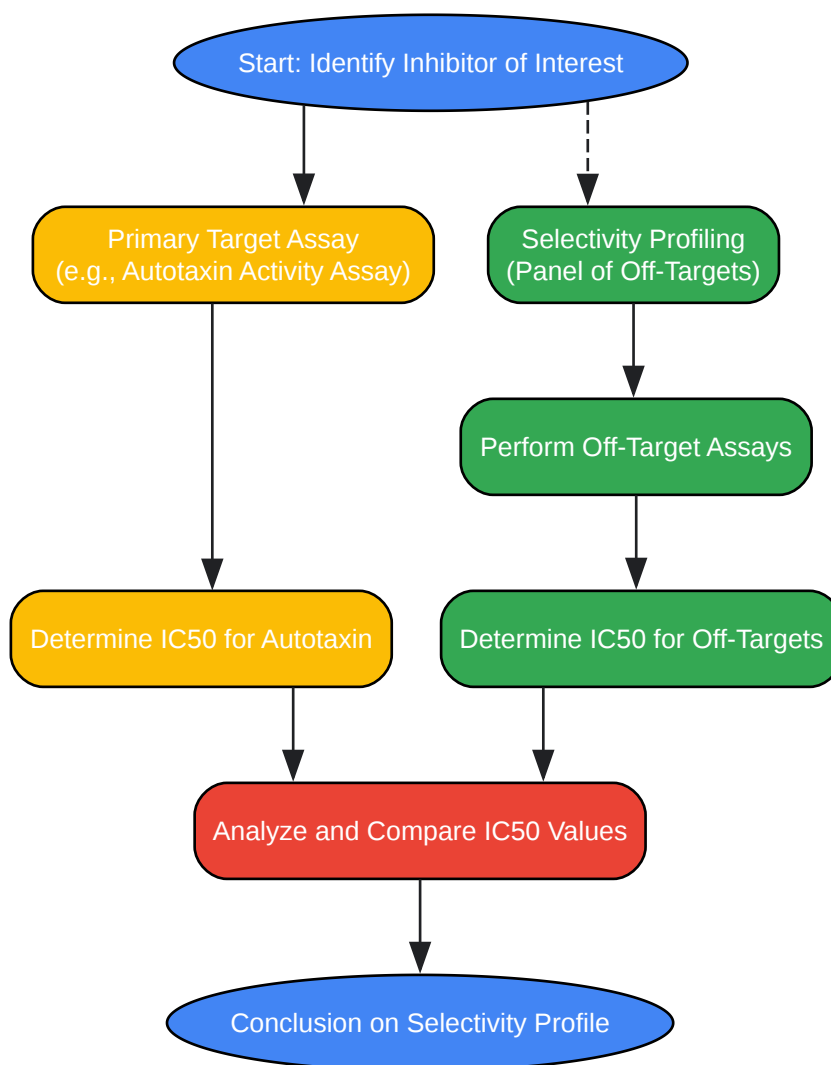 Start: Identify Inhibitor of Interest
Primary Target Assay
(e.g., Autotaxin Activity Assay)
Selectivity Profiling
(Panel of Off-Targets)
Perform Off-Target Assays
Determine IC50 for Autotaxin
Determine IC50 for Off-Targets
Analyze and Compare IC50 Values
Conclusion on Selectivity Profile